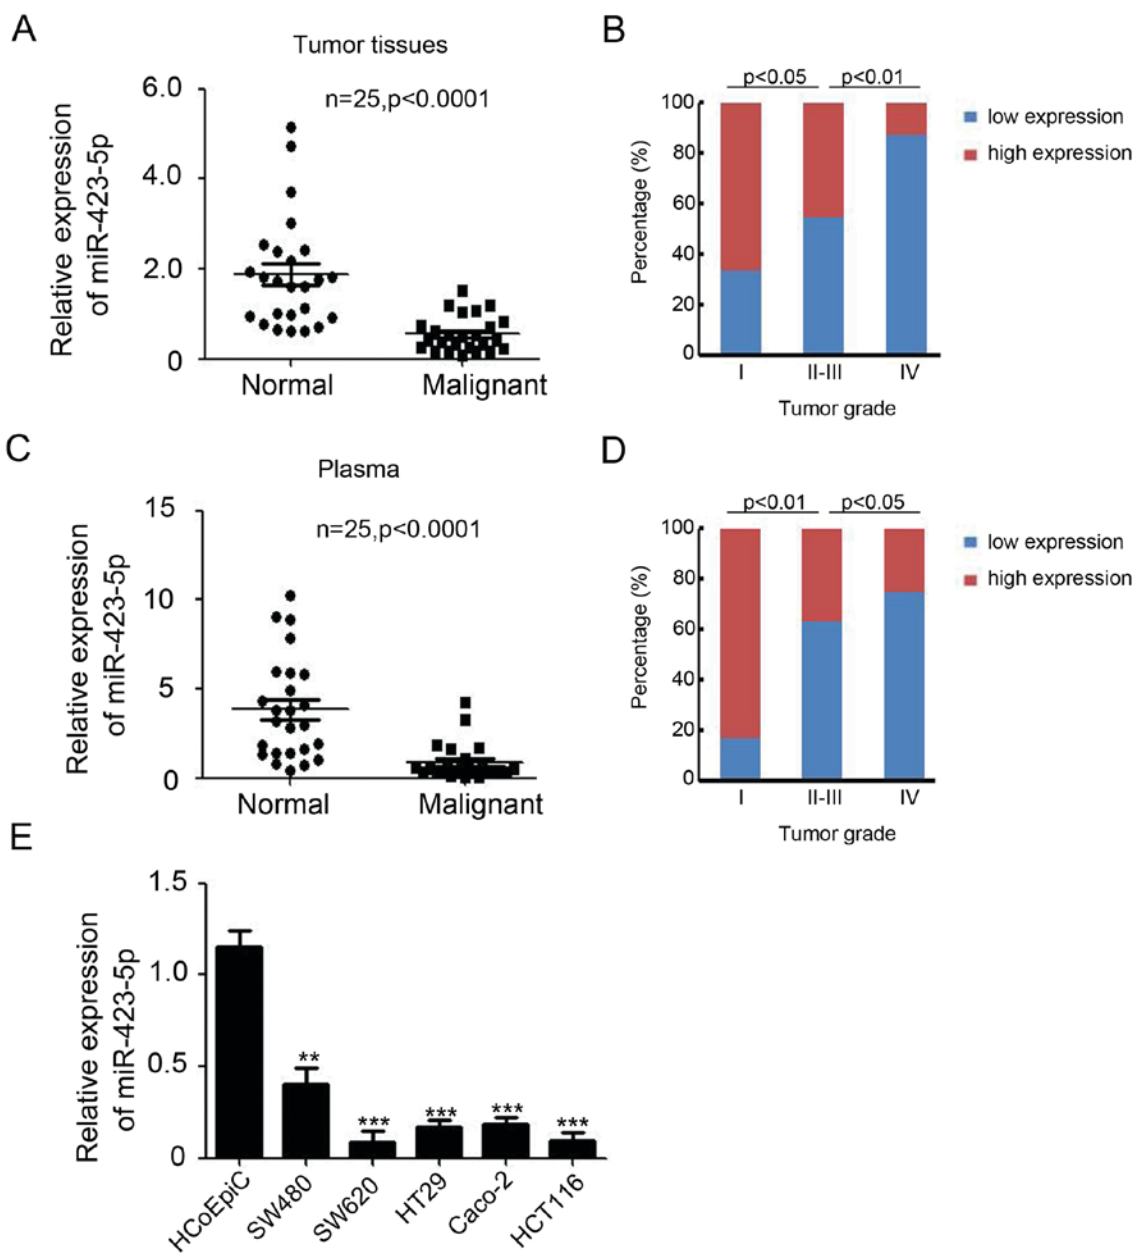 A
Tumor tissues
n=25,p<0.0001
Relative expression
of miR-423-5p
6.0
4.0
2.0
0
Normal
Malignant
B
p<0.05
p<0.01
Percentage (%)
100
80
60
40
20
0
I
II-III
IV
Tumor grade
low expression
high expression
C
Plasma
n=25,p<0.0001
Relative expression
of miR-423-5p
15
10
5
0
Normal
Malignant
D
p<0.01
p<0.05
Percentage (%)
100
80
60
40
20
0
I
II-III
IV
Tumor grade
low expression
high expression
E
Relative expression
of miR-423-5p
1.5
1.0
0.5
0
**
***
***
***
***
HCoEpiC
SW480
SW620
HT29
Caco-2
HCT116